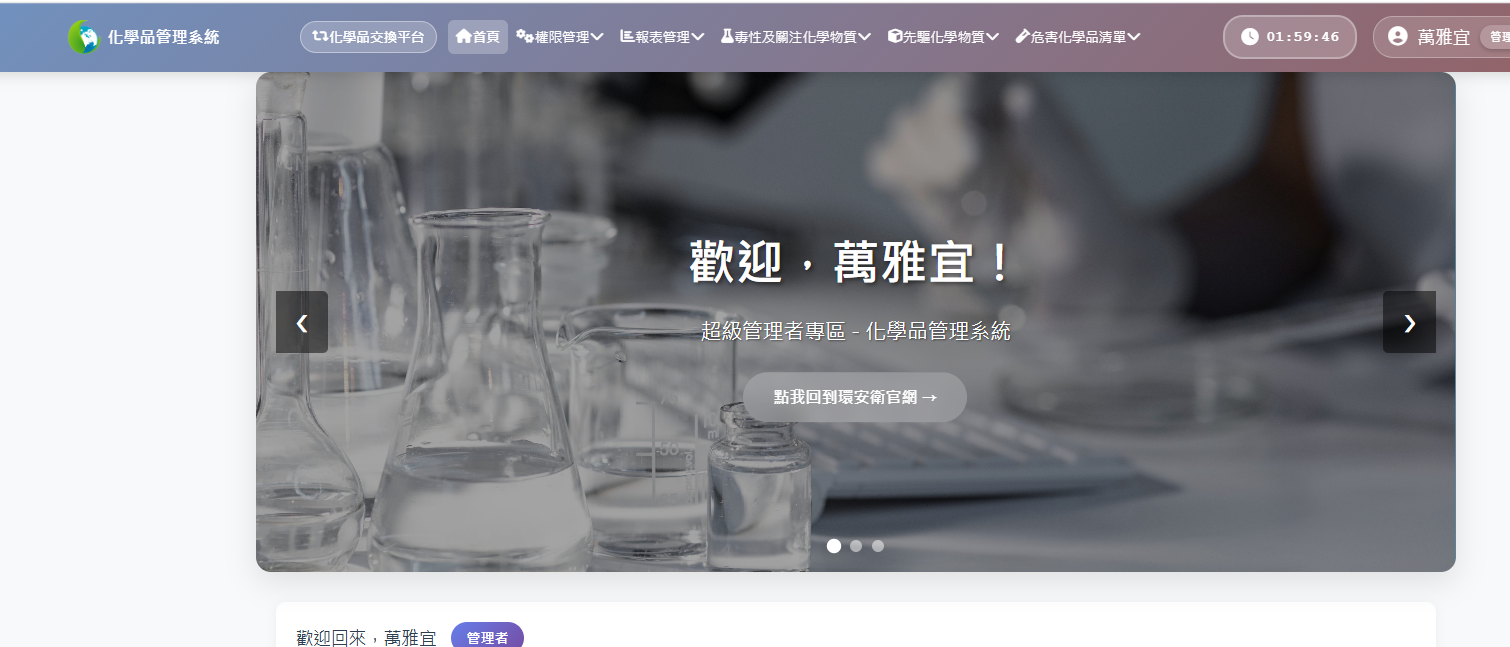 化學品管理系統
化學品交換平台
首頁
權限管理
報表管理
毒性及關注化學物質
先驅化學物質
危害化學品清單
01:59:46
萬雅宜
管理
歡迎，萬雅宜！
超級管理者專區 - 化學品管理系統
點我回到環安衛官網 →
歡迎回來，萬雅宜
管理者